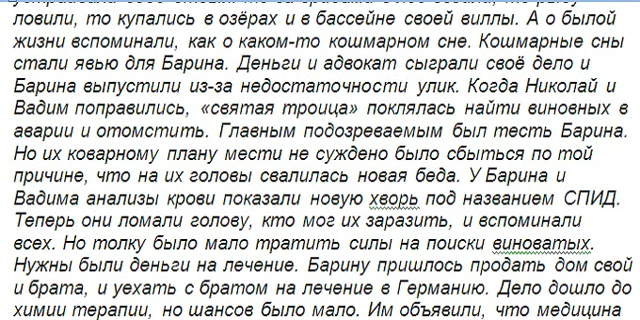 ловили, то купались в озёрах и в бассейне своей виллы. А о былой
жизни вспоминали, как о каком-то кошмарном сне. Кошмарные сны
стали явью для Барина. Деньги и адвокат сыграли своё дело и
Барина выпустили из-за недостаточности улик. Когда Николай и
Вадим поправились, «святая троица» поклялась найти виновных в
аварии и отомстить. Главным подозреваемым был тесть Барина.
Но их коварному плану мести не суждено было сбыться по той
причине, что на их головы свалилась новая беда. У Барина и
Вадима анализы крови показали новую хворь под названием СПИД.
Теперь они ломали голову, кто мог их заразить, и вспоминали
всех. Но толку было мало тратить силы на поиски виноватых.
Нужны были деньги на лечение. Барину пришлось продать дом свой
и брата, и уехать с братом на лечение в Германию. Дело дошло до
химии терапии, но шансов было мало. Им объявили, что медицина